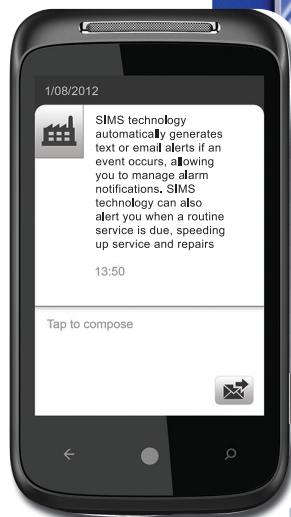 1/08/2012
SIMS technology
automatically generates
text or email alerts if an
event occurs, allowing
you to manage alarm
notifications. SIMS
technology can also
alert you when a routine
service is due, speeding
up service and repairs
13:50
Tap to compose